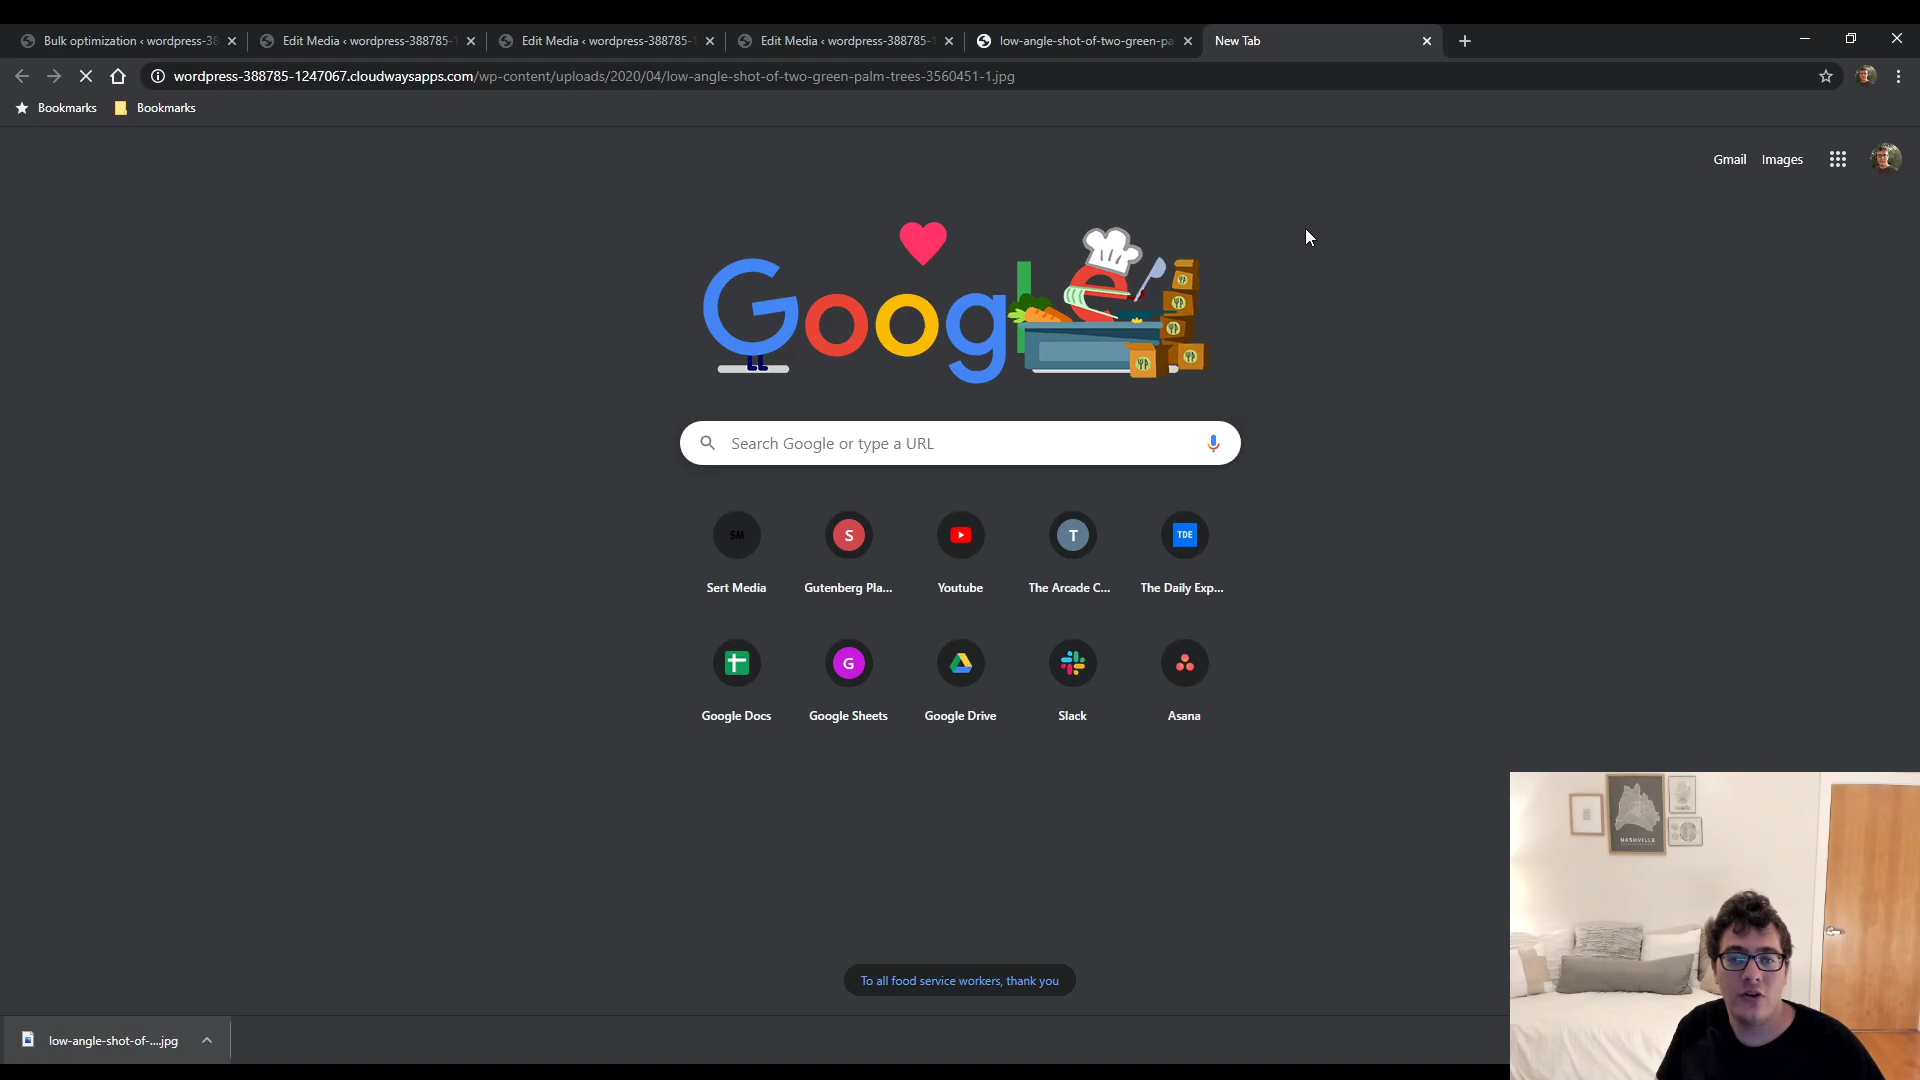 Bulk optimization ‹ wordpress-38
Edit Media ‹ wordpress-388785-1
Edit Media ‹ wordpress-388785-1
Edit Media ‹ wordpress-388785-1
low-angle-shot-of-two-green-pa
New Tab
wordpress-388785-1247067.cloudwaysapps.com/wp-content/uploads/2020/04/low-angle-shot-of-two-green-palm-trees-3560451-1.jpg
Bookmarks
Bookmarks
Gmail
Images
Google
Search Google or type a URL
SM
S
T
TDE
Sert Media
Gutenberg Pla...
Youtube
The Arcade C...
The Daily Exp...
G
Google Docs
Google Sheets
Google Drive
Slack
Asana
NASHVILLE
To all food service workers, thank you
low-angle-shot-of-....jpg